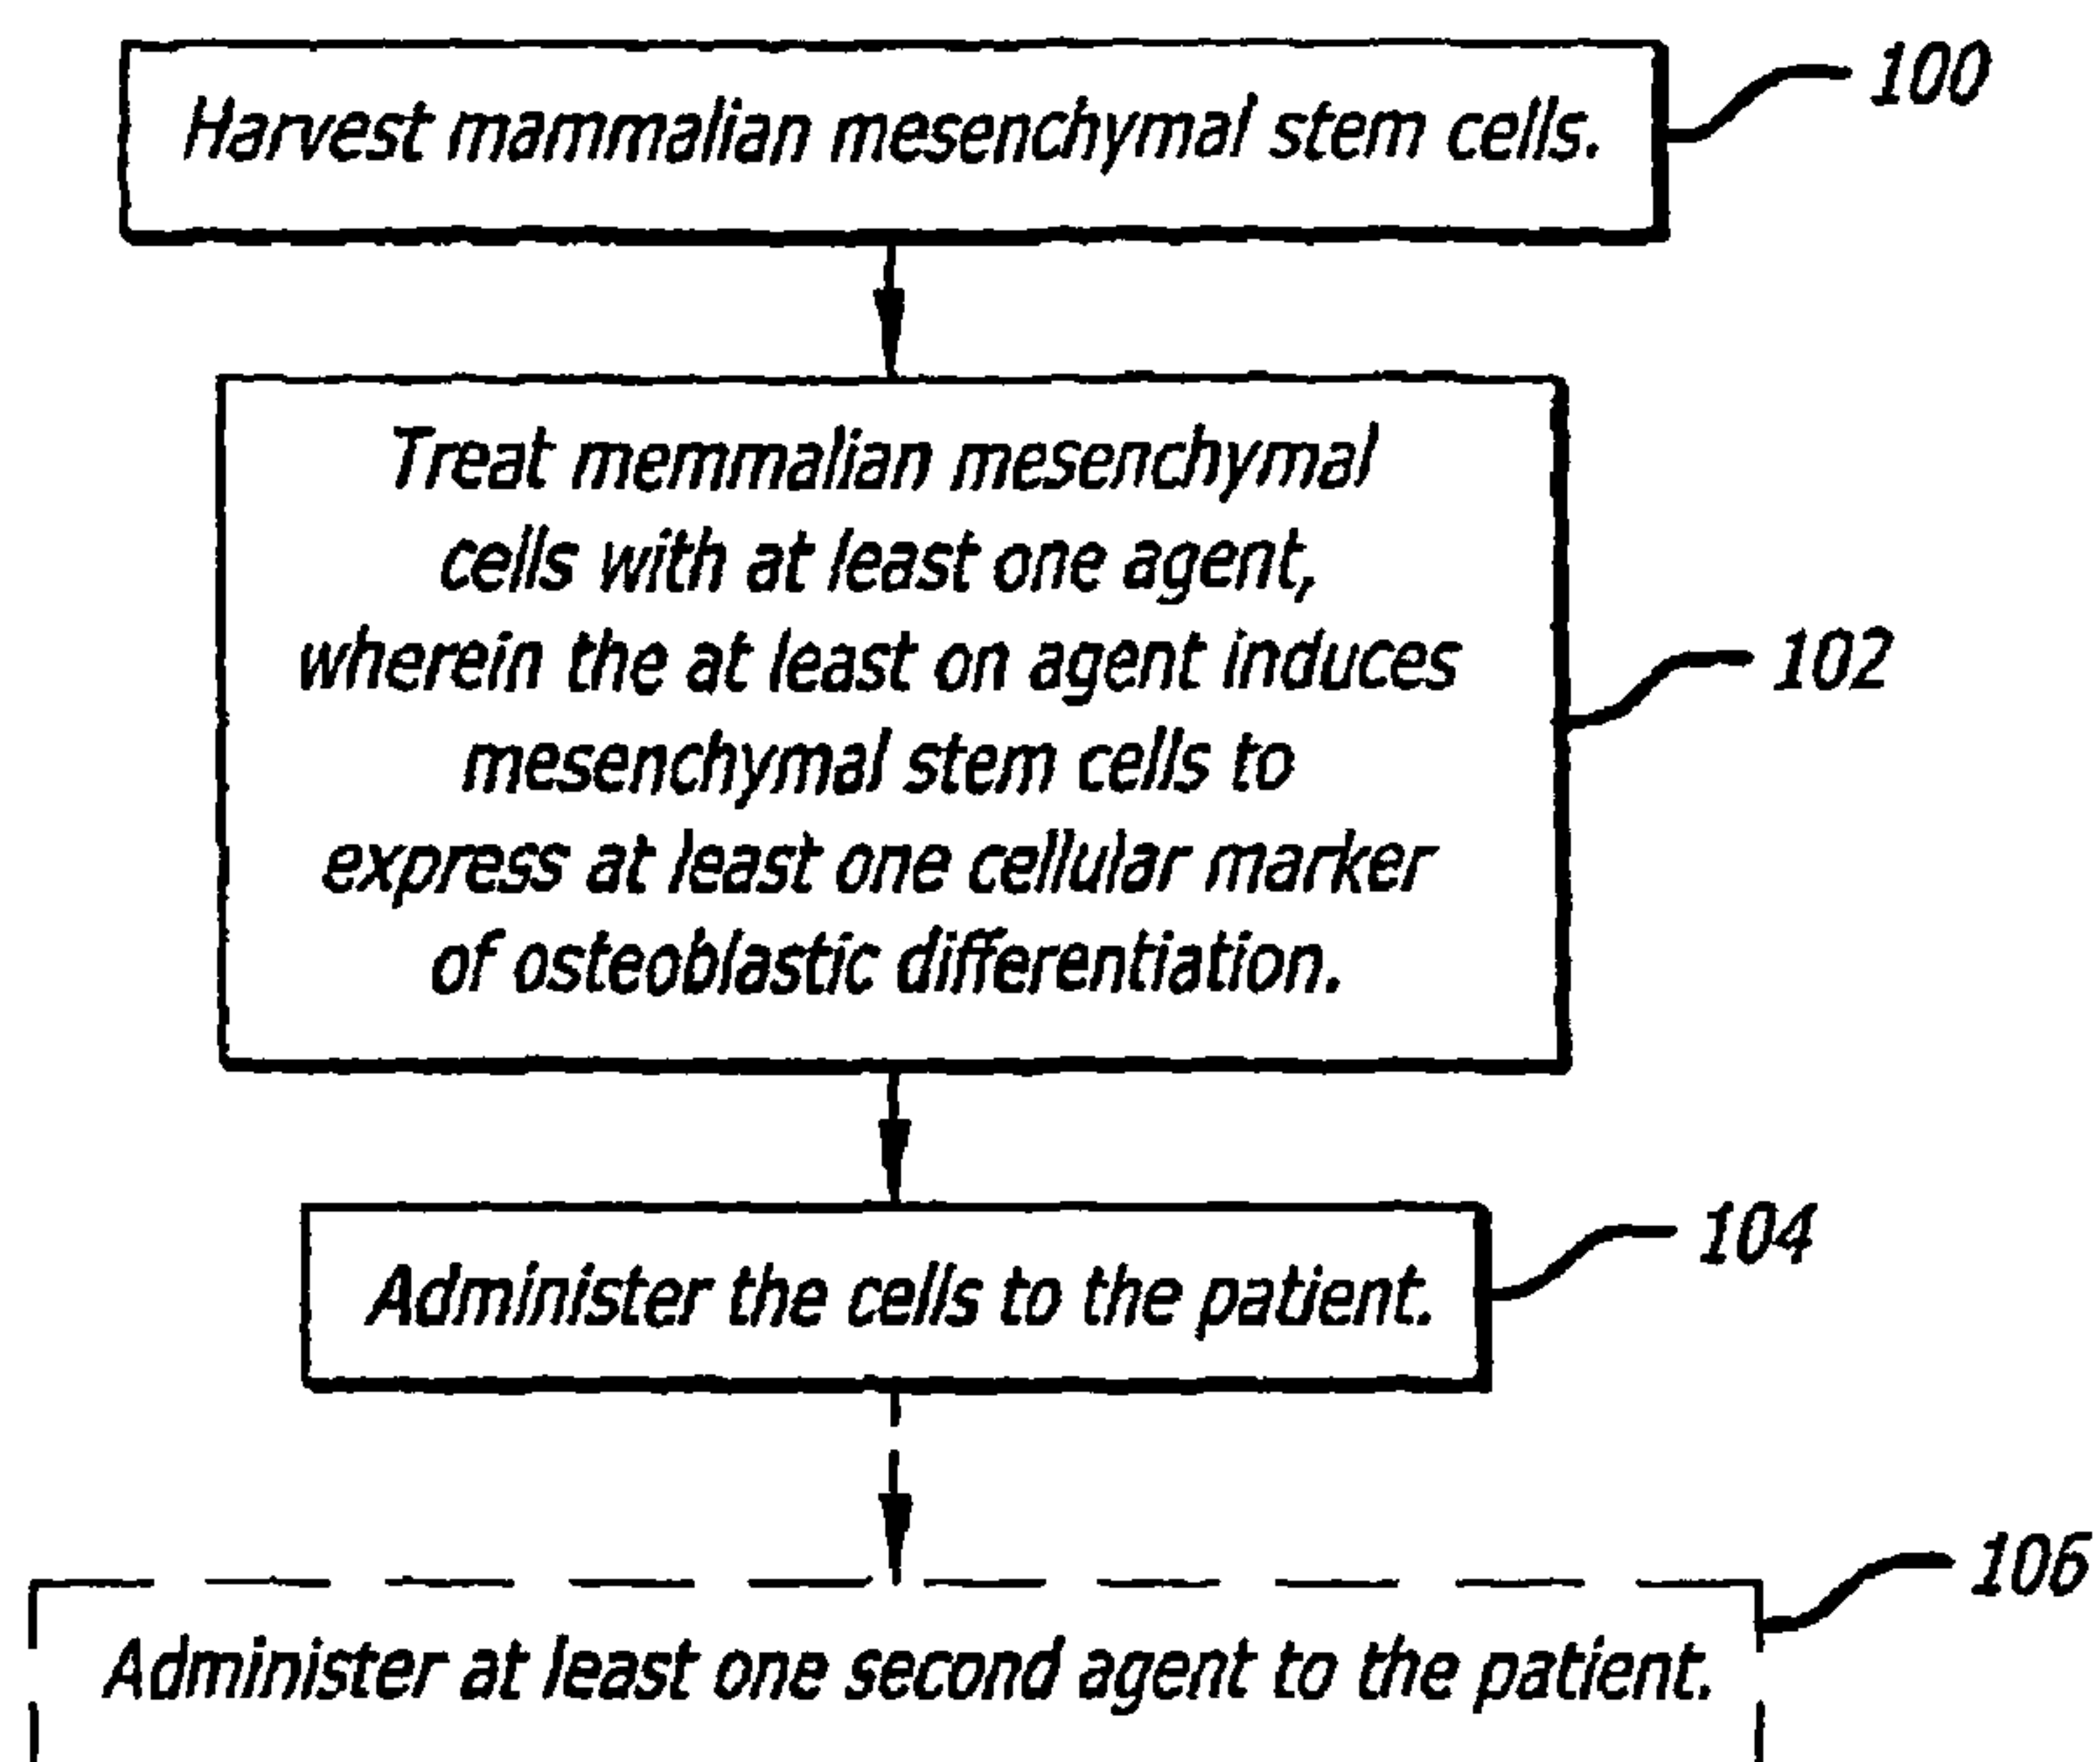 Harvest mammalian mesenchymal stem cells.
100
Treat memmalian mesenchymal
cells with at least one agent,
wherein the at least on agent induces
mesenchymal stem cells to
express at least one cellular marker
of osteoblastic differentiation.
102
Administer the cells to the patient.
104
106
Administer at least one second agent to the patient.